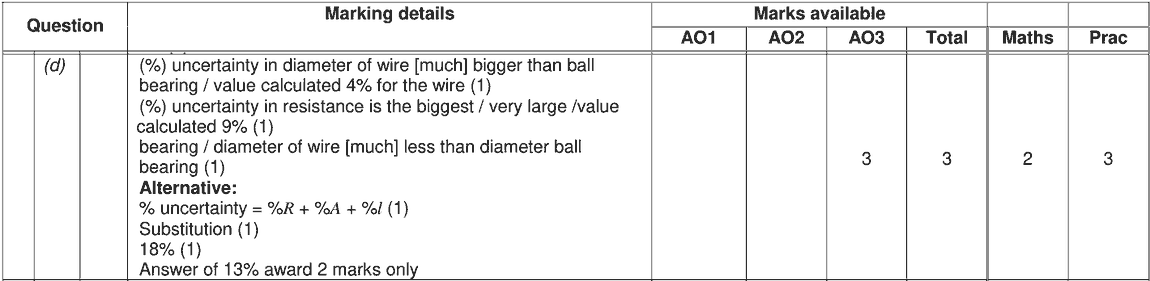 Question Marking details Marks available
AO1 AO2 AO3 Total Maths Prac
(d) (%) uncertainty in diameter of wire [much] bigger than ball
bearing / value calculated 4% for the wire (1)
(%) uncertainty in resistance is the biggest / very large /value
calculated 9% (1)
bearing / diameter of wire [much] less than diameter ball
bearing (1)
3 3 2 3
Alternative:
% uncertainty = %R + %A + %l (1)
Substitution (1)
18% (1)
Answer of 13% award 2 marks only